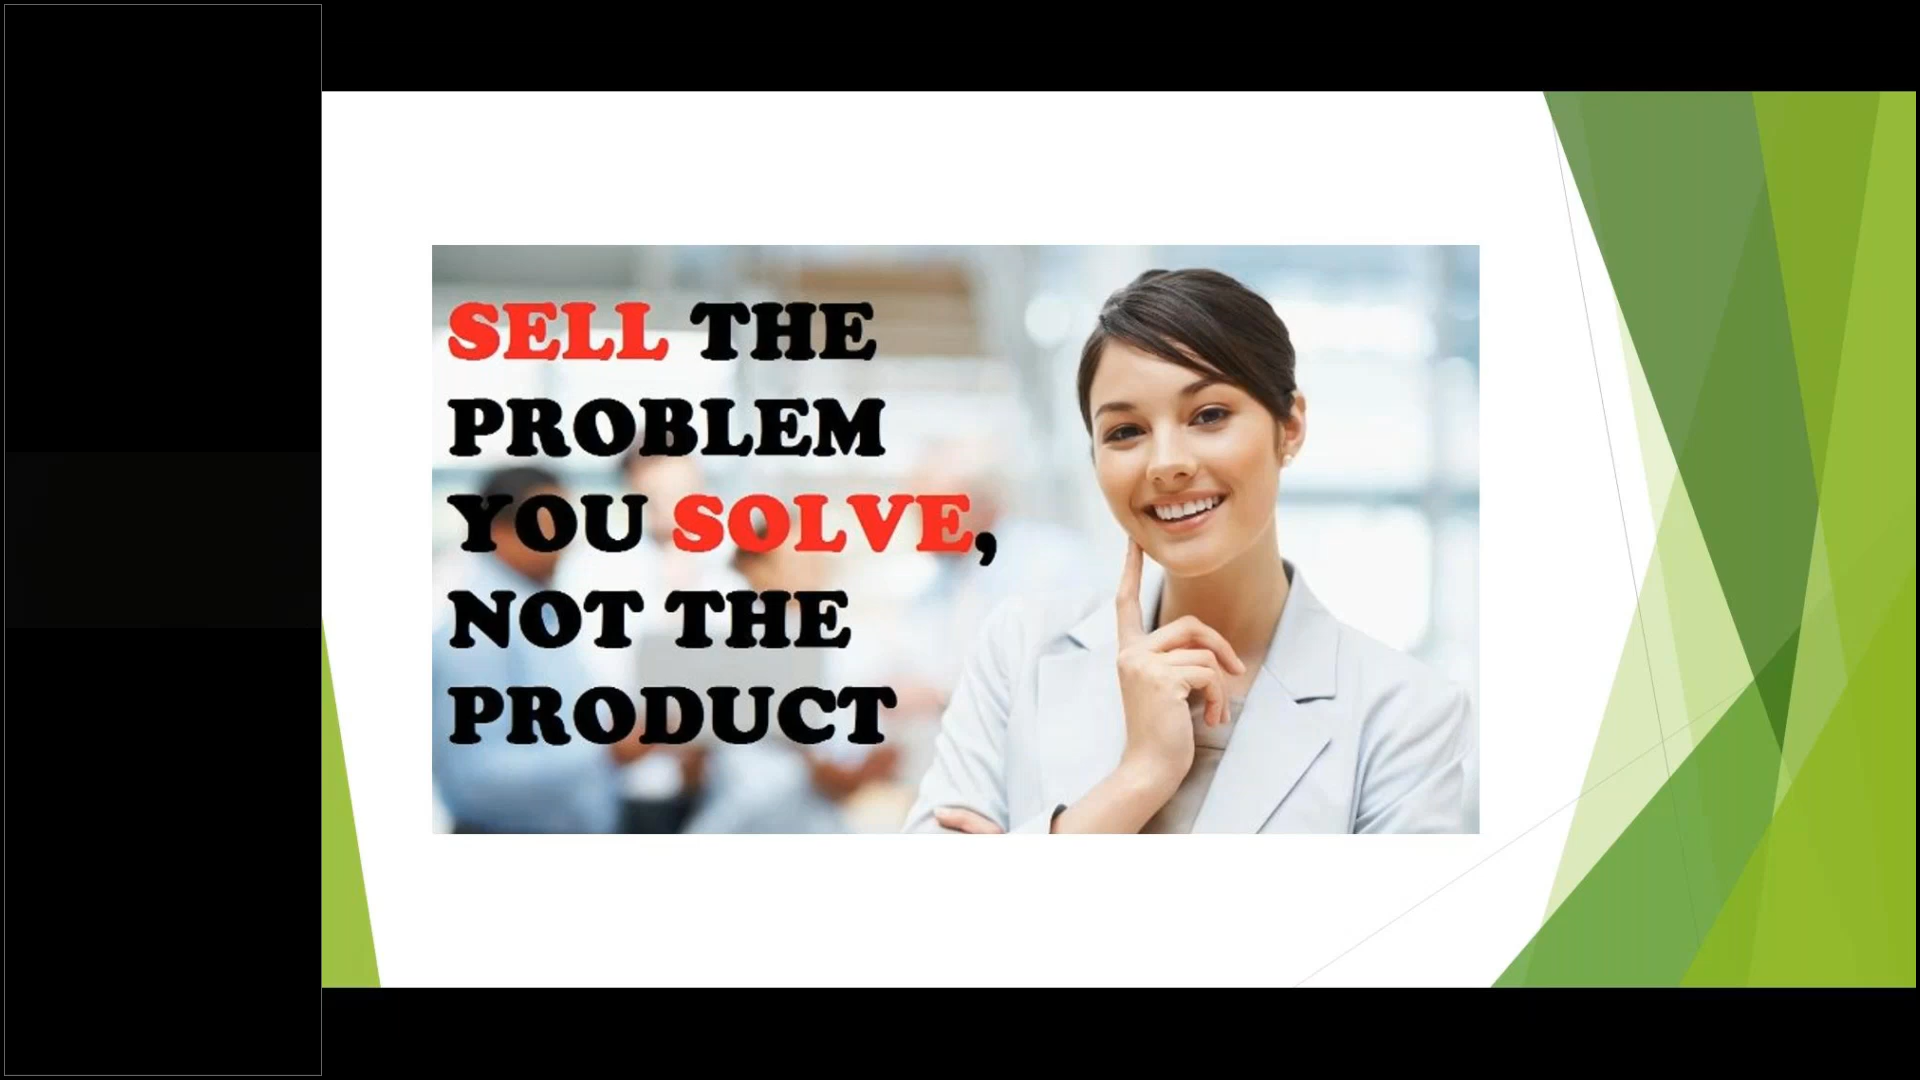 SELL THE
PROBLEM
YOU SOLVE,
NOT THE
PRODUCT